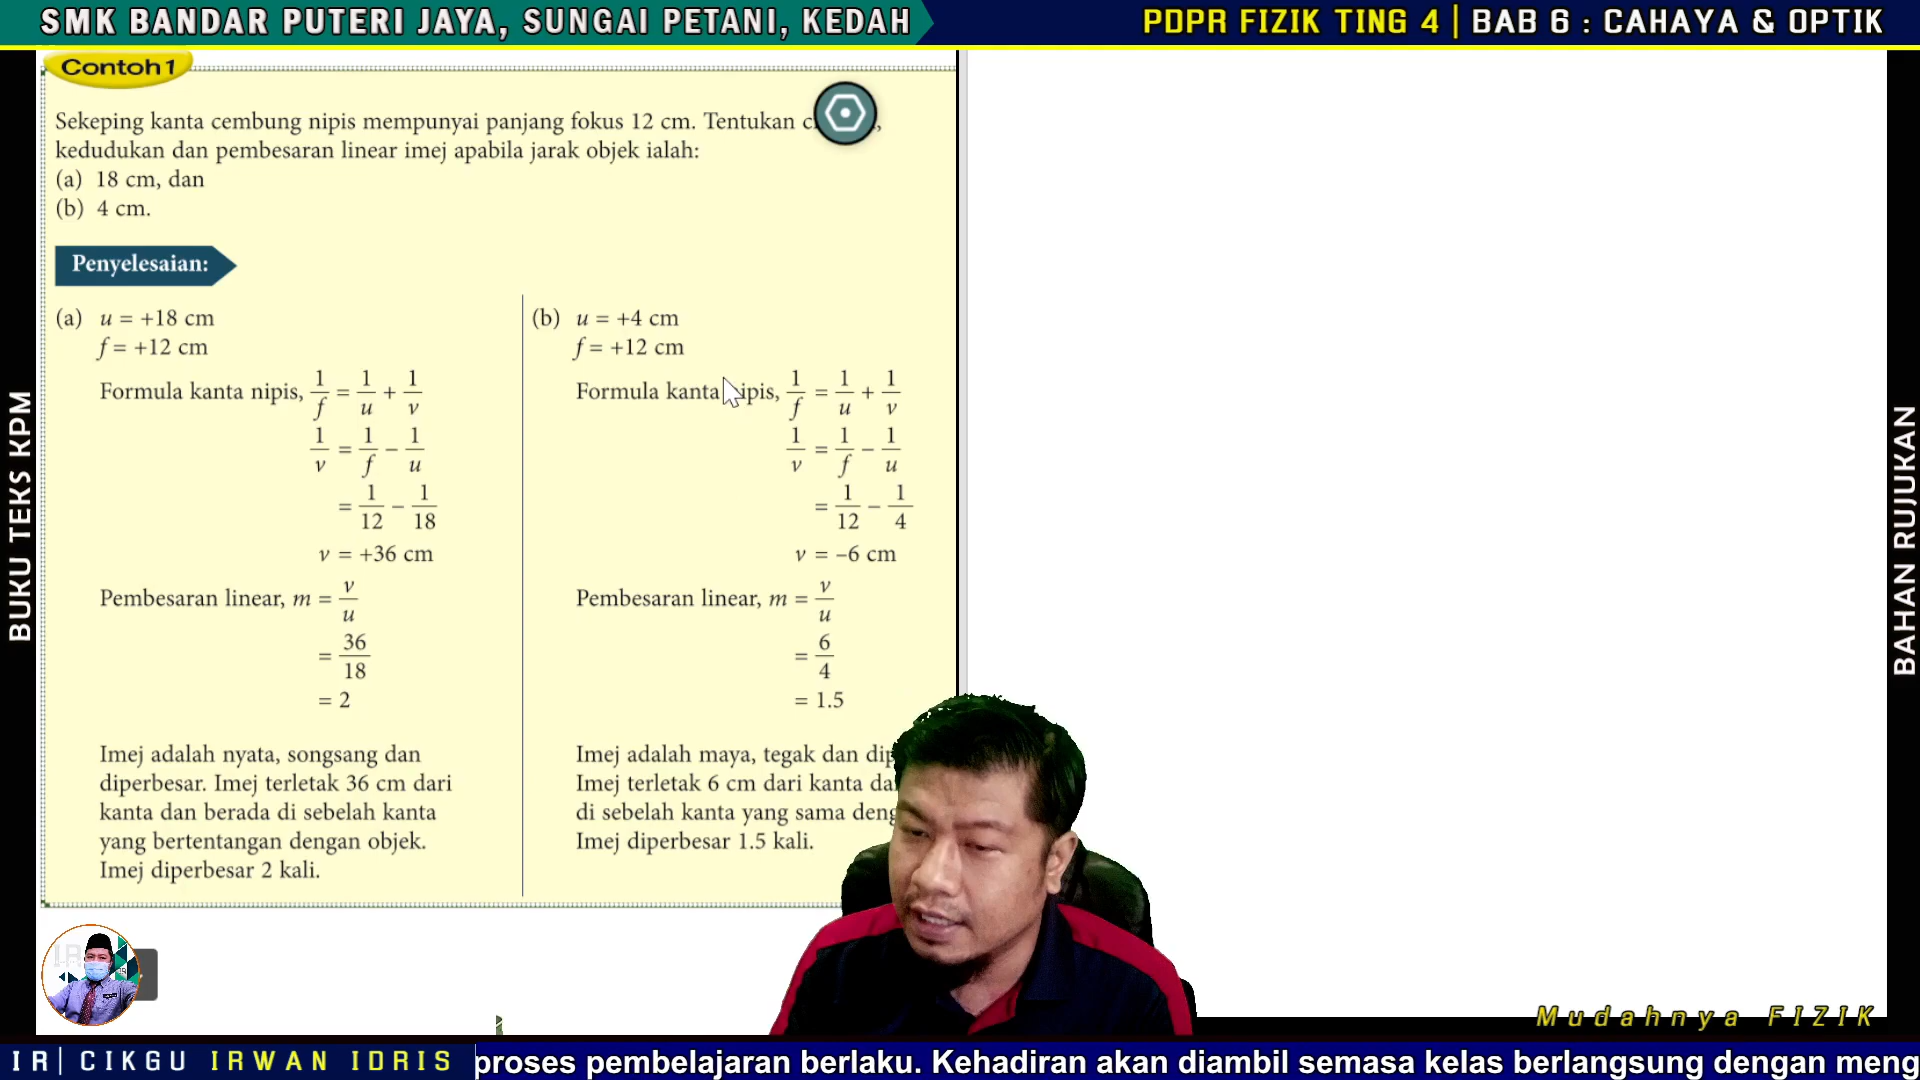 SMK BANDAR PUTERI JAYA, SUNGAI PETANI, KEDAH
PDPR FIZIK TING 4 | BAB 6 : CAHAYA & OPTIK
BUKU TEKS KPM
Contoh 1
Sekeping kanta cembung nipis mempunyai panjang fokus 12 cm. Tentukan
kedudukan dan pembesaran linear imej apabila jarak objek ialah:
(a) 18 cm, dan
(b) 4 cm.
Penyelesaian:
(a) u = +18 cm
f = +12 cm
Formula kanta nipis, 1/f = 1/u + 1/v
1/v = 1/f − 1/u
= 1/12 − 1/18
v = +36 cm
Pembesaran linear, m = v/u
= 36/18
= 2
Imej adalah nyata, songsang dan
diperbesar. Imej terletak 36 cm dari
kanta dan berada di sebelah kanta
yang bertentangan dengan objek.
Imej diperbesar 2 kali.
(b) u = +4 cm
f = +12 cm
Formula kanta nipis, 1/f = 1/u + 1/v
1/v = 1/f − 1/u
= 1/12 − 1/4
v = –6 cm
Pembesaran linear, m = v/u
= 6/4
= 1.5
Imej adalah maya, tegak dan
Imej terletak 6 cm dari kanta
di sebelah kanta yang sama
Imej diperbesar 1.5 kali.
BAHAN RUJUKAN
Mudahnya FIZIK
IR| CIKGU IRWAN IDRIS
proses pembelajaran berlaku. Kehadiran akan diambil semasa kelas berlangsung dengan meng